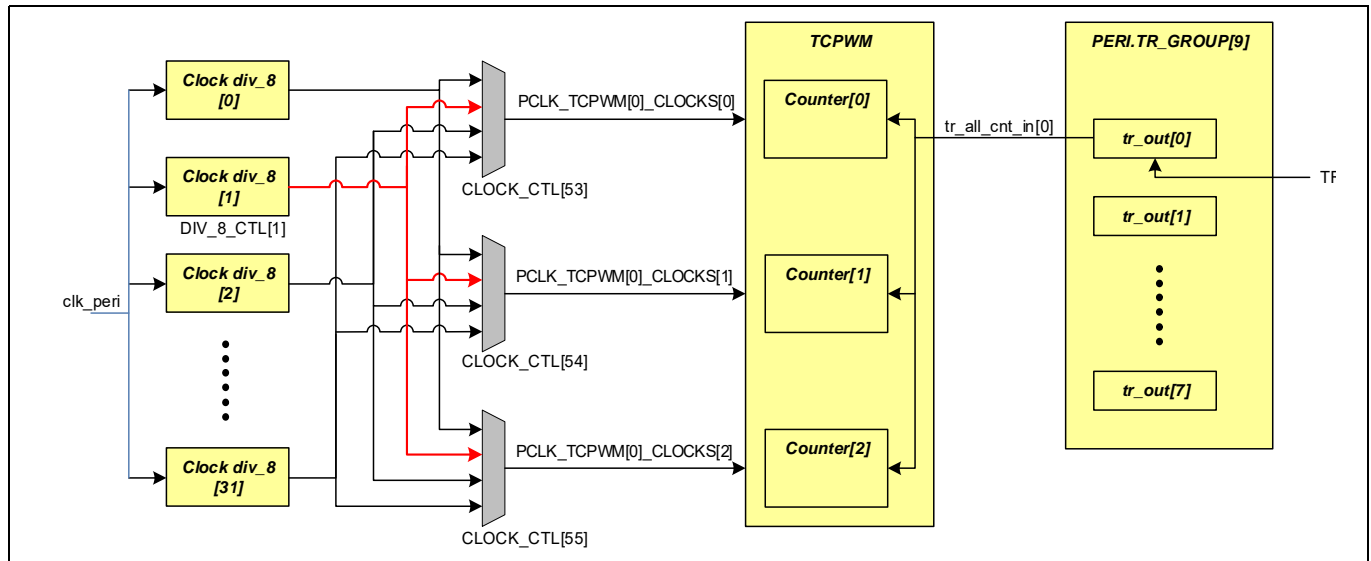 TCPWM
PERI.TR_GROUP[9]
Clock div_8
[0]
Counter[0]
PCLK_TCPWM[0]_CLOCKS[0]
tr_all_cnt_in[0]
tr_out[0]
Clock div_8
[1]
CLOCK_CTL[53]
DIV_8_CTL[1]
tr_out[1]
Clock div_8
[2]
Counter[1]
PCLK_TCPWM[0]_CLOCKS[1]
clk_peri
CLOCK_CTL[54]
tr_out[7]
Clock div_8
[31]
Counter[2]
PCLK_TCPWM[0]_CLOCKS[2]
CLOCK_CTL[55]